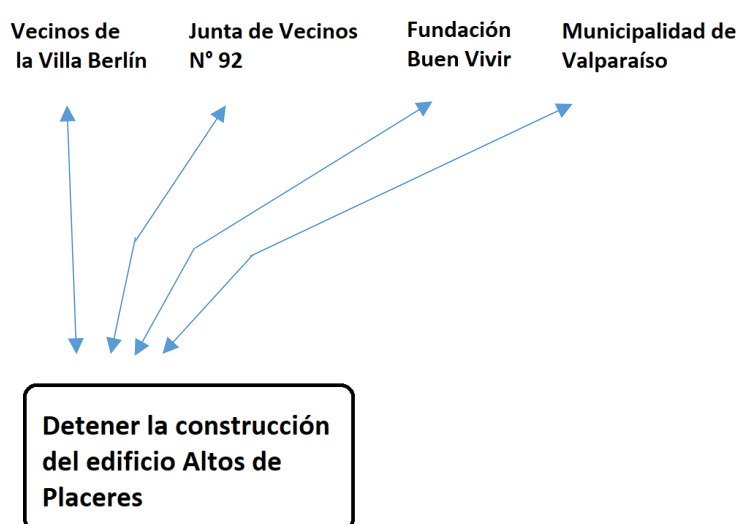 Vecinos de
la Villa Berlín
Junta de Vecinos
N° 92
Fundación
Buen Vivir
Municipalidad de
Valparaíso
Detener la construcción
del edificio Altos de
Placeres